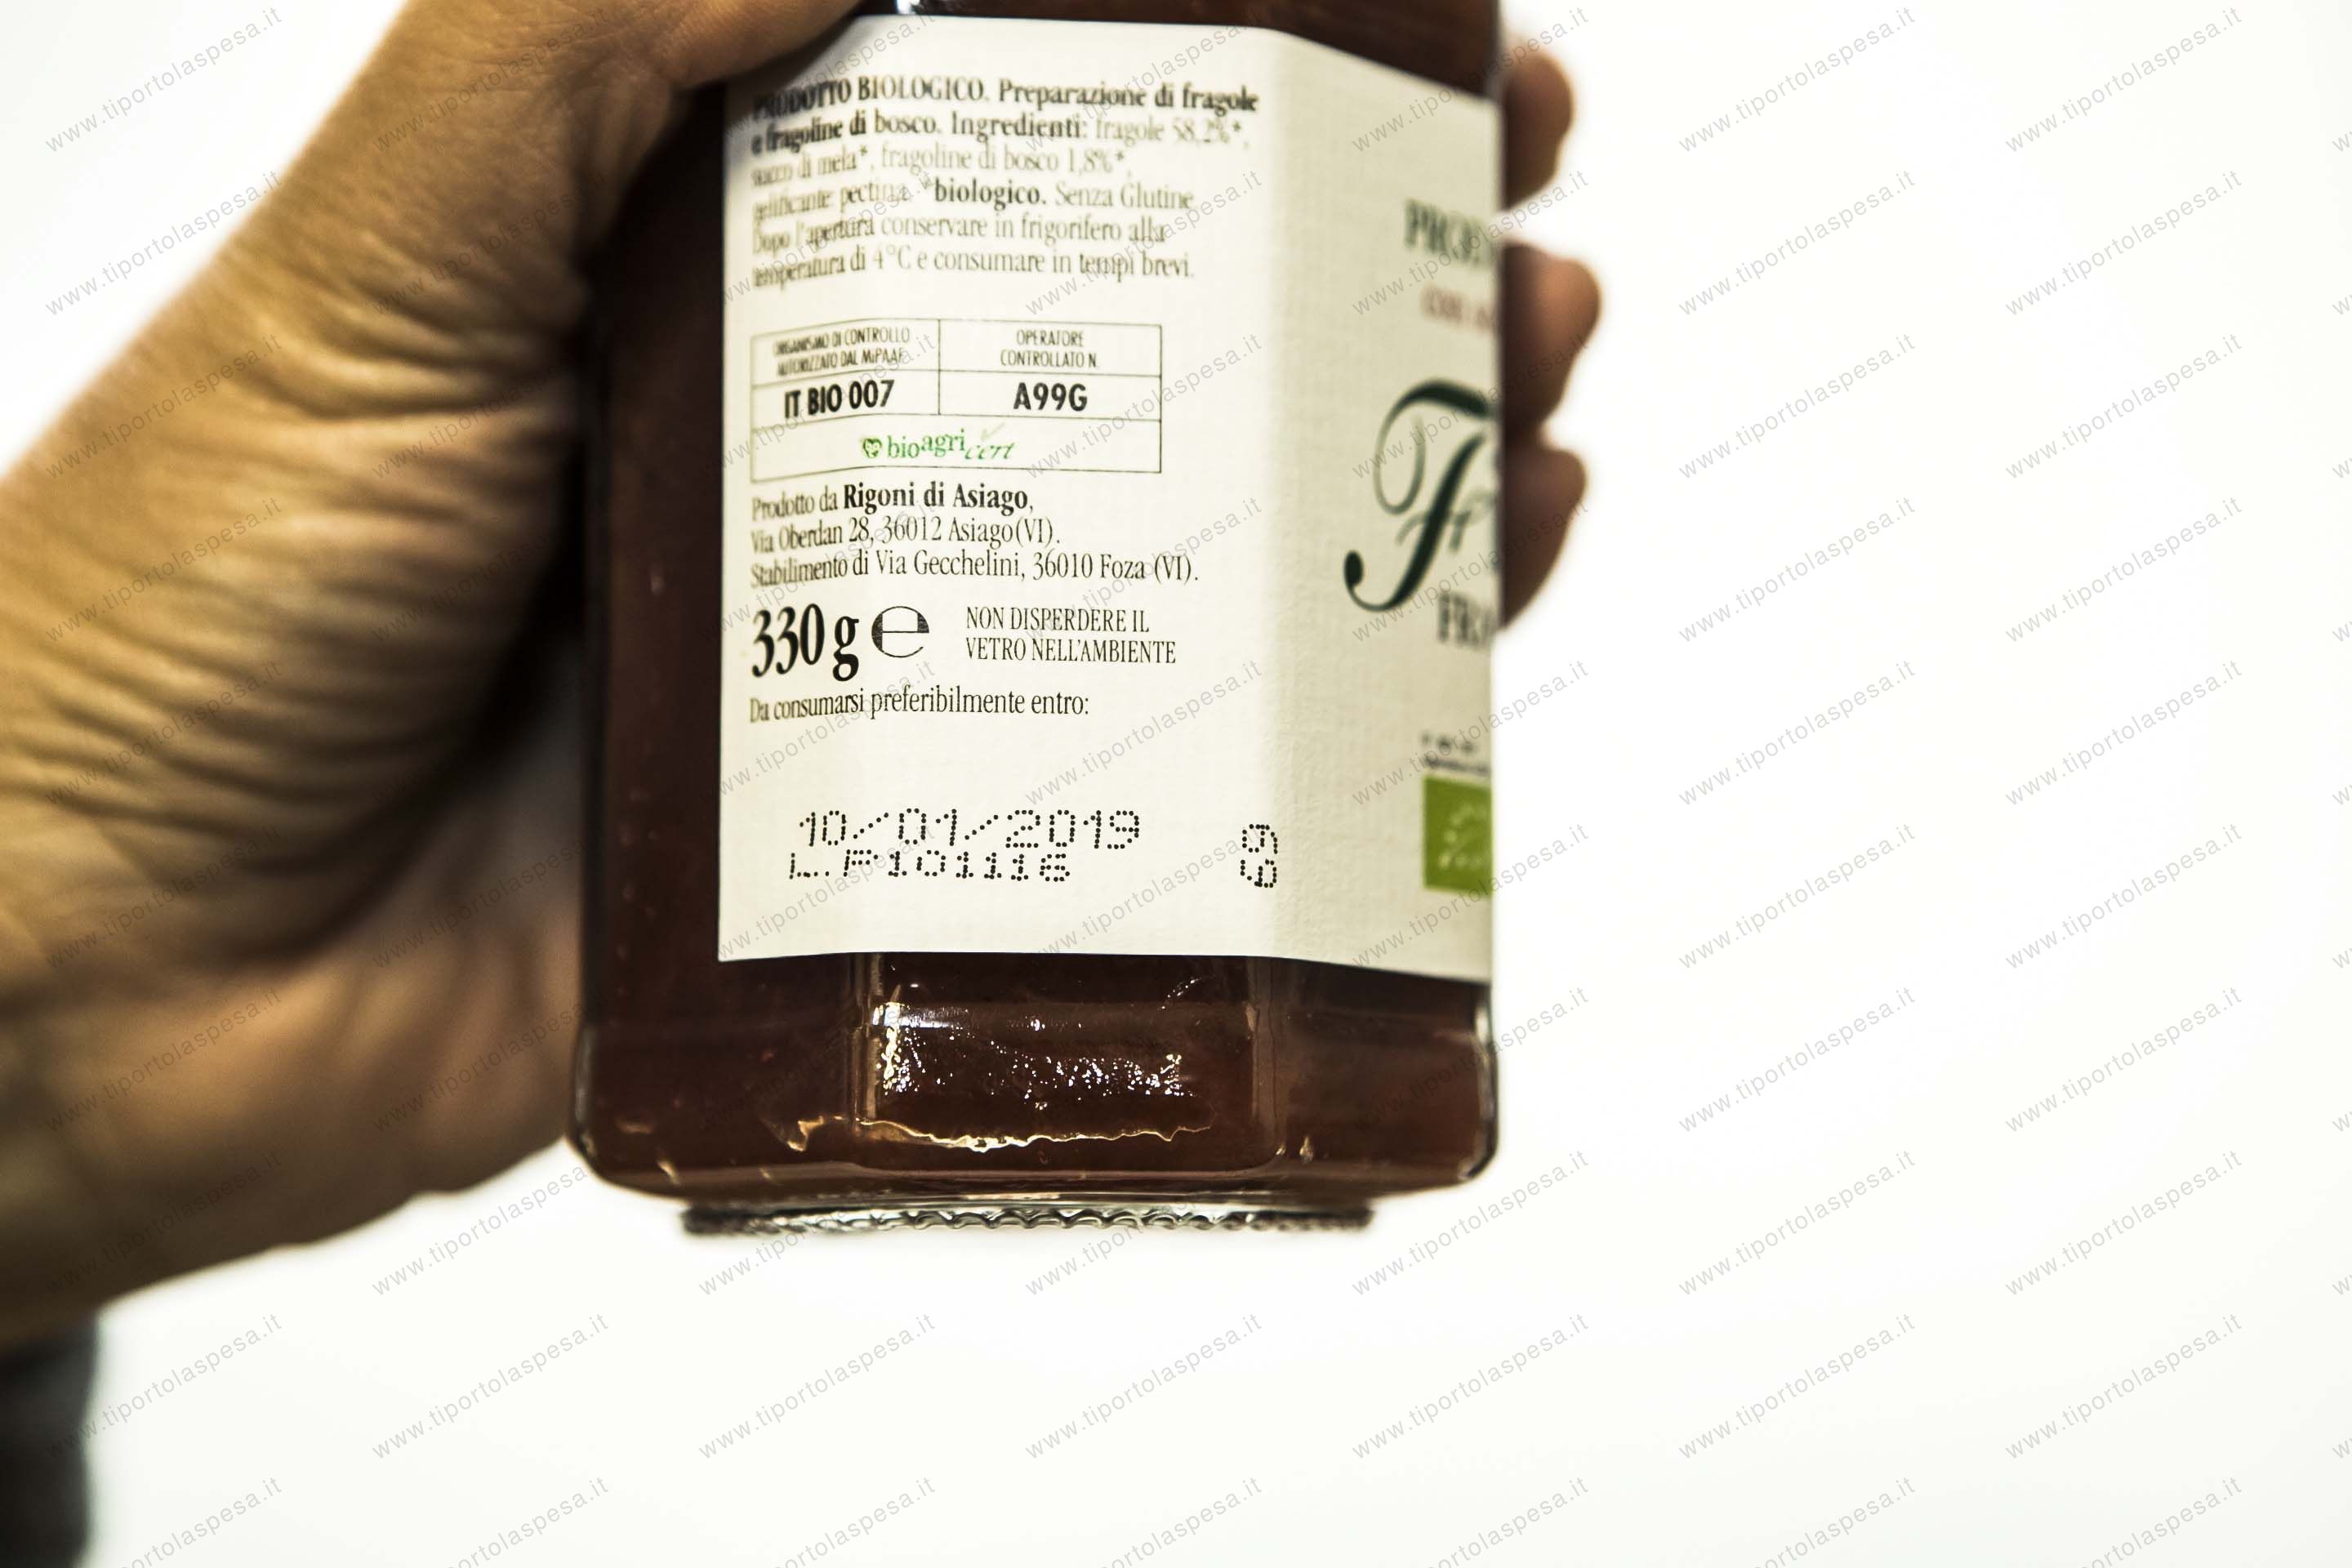 PRODOTTO BIOLOGICO. Preparazione di fragole
e fragoline di bosco. Ingredienti: fragole 58,2%*,
succo di mela*, fragoline di bosco 1,8%*,
gelificante: pectina. *biologico. Senza Glutine.
Dopo l'apertura conservare in frigorifero alla
temperatura di 4°C e consumare in tempi brevi.
ORGANISMO DI CONTROLLO
AUTORIZZATO DAL MiPAAF
OPERATORE
CONTROLLATO N.
IT BIO 007
A99G
bioagricert
Prodotto da Rigoni di Asiago,
Via Oberdan 28, 36012 Asiago(VI).
Stabilimento di Via Gecchelini, 36010 Foza (VI).
330 g ℮
NON DISPERDERE IL
VETRO NELL'AMBIENTE
Da consumarsi preferibilmente entro:
10/01/2019
L.F101116
www.tiportolaspesa.it